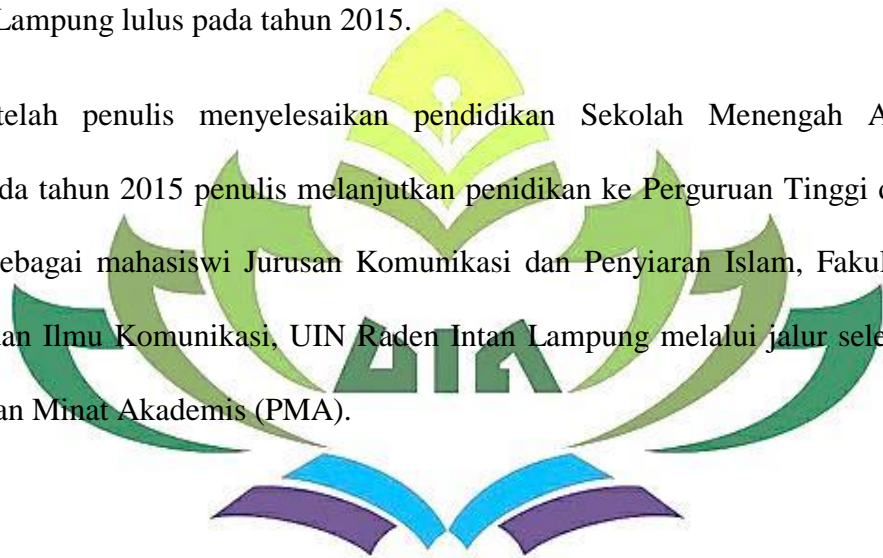 Lampung lulus pada tahun 2015.
telah penulis menyelesaikan pendidikan Sekolah Menengah A
da tahun 2015 penulis melanjutkan penidikan ke Perguruan Tinggi
ebagai mahasiswi Jurusan Komunikasi dan Penyiaran Islam, Fakul
an Ilmu Komunikasi, UIN Raden Intan Lampung melalui jalur sele
an Minat Akademis (PMA).